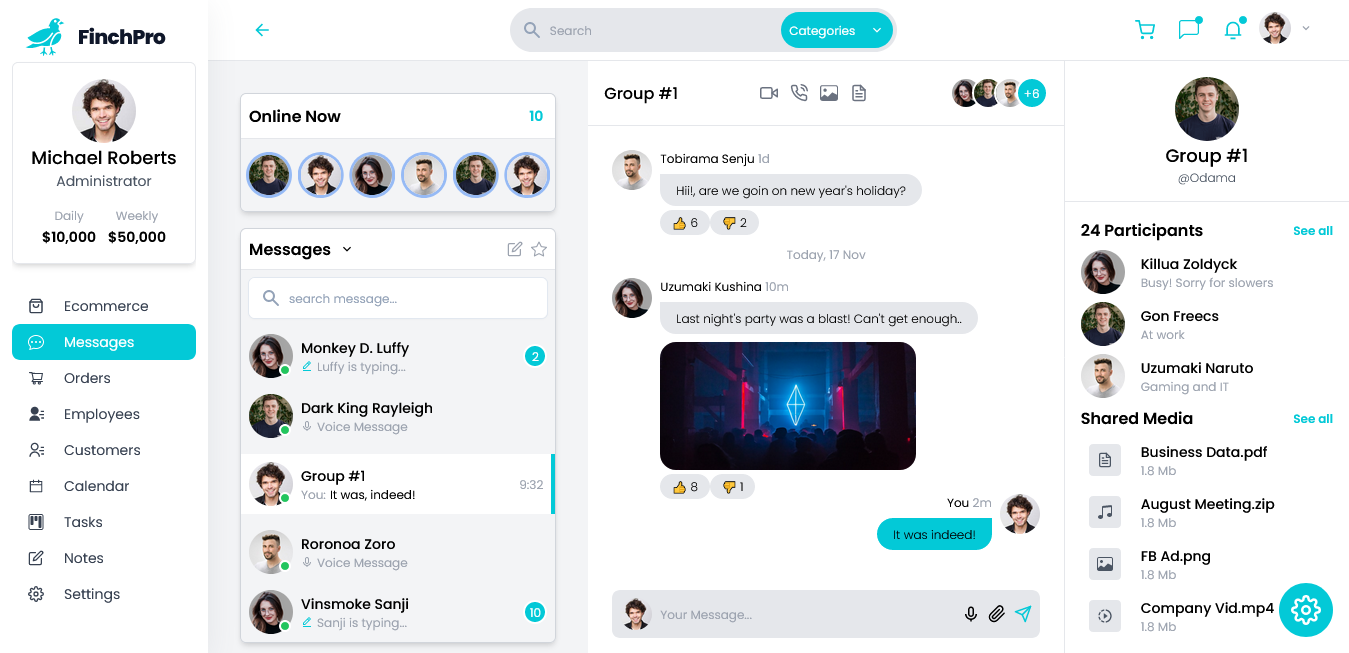 FinchPro
Michael Roberts
Administrator
Daily Weekly
$10,000 $50,000
Ecommerce
Messages
Orders
Employees
Customers
Calendar
Tasks
Notes
Settings
Search
Categories
Online Now 10
Messages
search message...
Monkey D. Luffy
Luffy is typing...
2
Dark King Rayleigh
Voice Message
Group #1
You: It was, indeed!
9:32
Roronoa Zoro
Voice Message
Vinsmoke Sanji
Sanji is typing...
10
Group #1
+6
Tobirama Senju 1d
Hii!, are we goin on new year's holiday?
6 2
Today, 17 Nov
Uzumaki Kushina 10m
Last night's party was a blast! Can't get enough..
8 1
You 2m
It was indeed!
Your Message...
Group #1
@Odama
24 Participants See all
Killua Zoldyck
Busy! Sorry for slowers
Gon Freecs
At work
Uzumaki Naruto
Gaming and IT
Shared Media See all
Business Data.pdf
1.8 Mb
August Meeting.zip
1.8 Mb
FB Ad.png
1.8 Mb
Company Vid.mp4
1.8 Mb